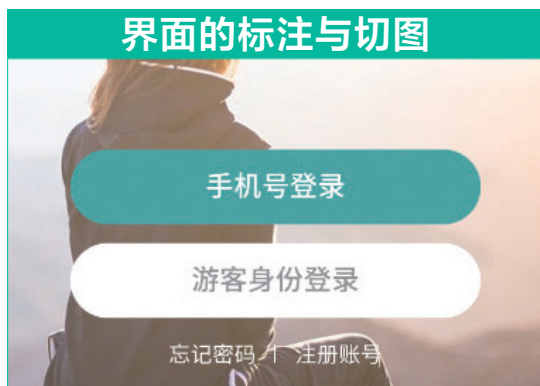 界面的标注与切图
手机号登录
游客身份登录
忘记密码 | 注册账号